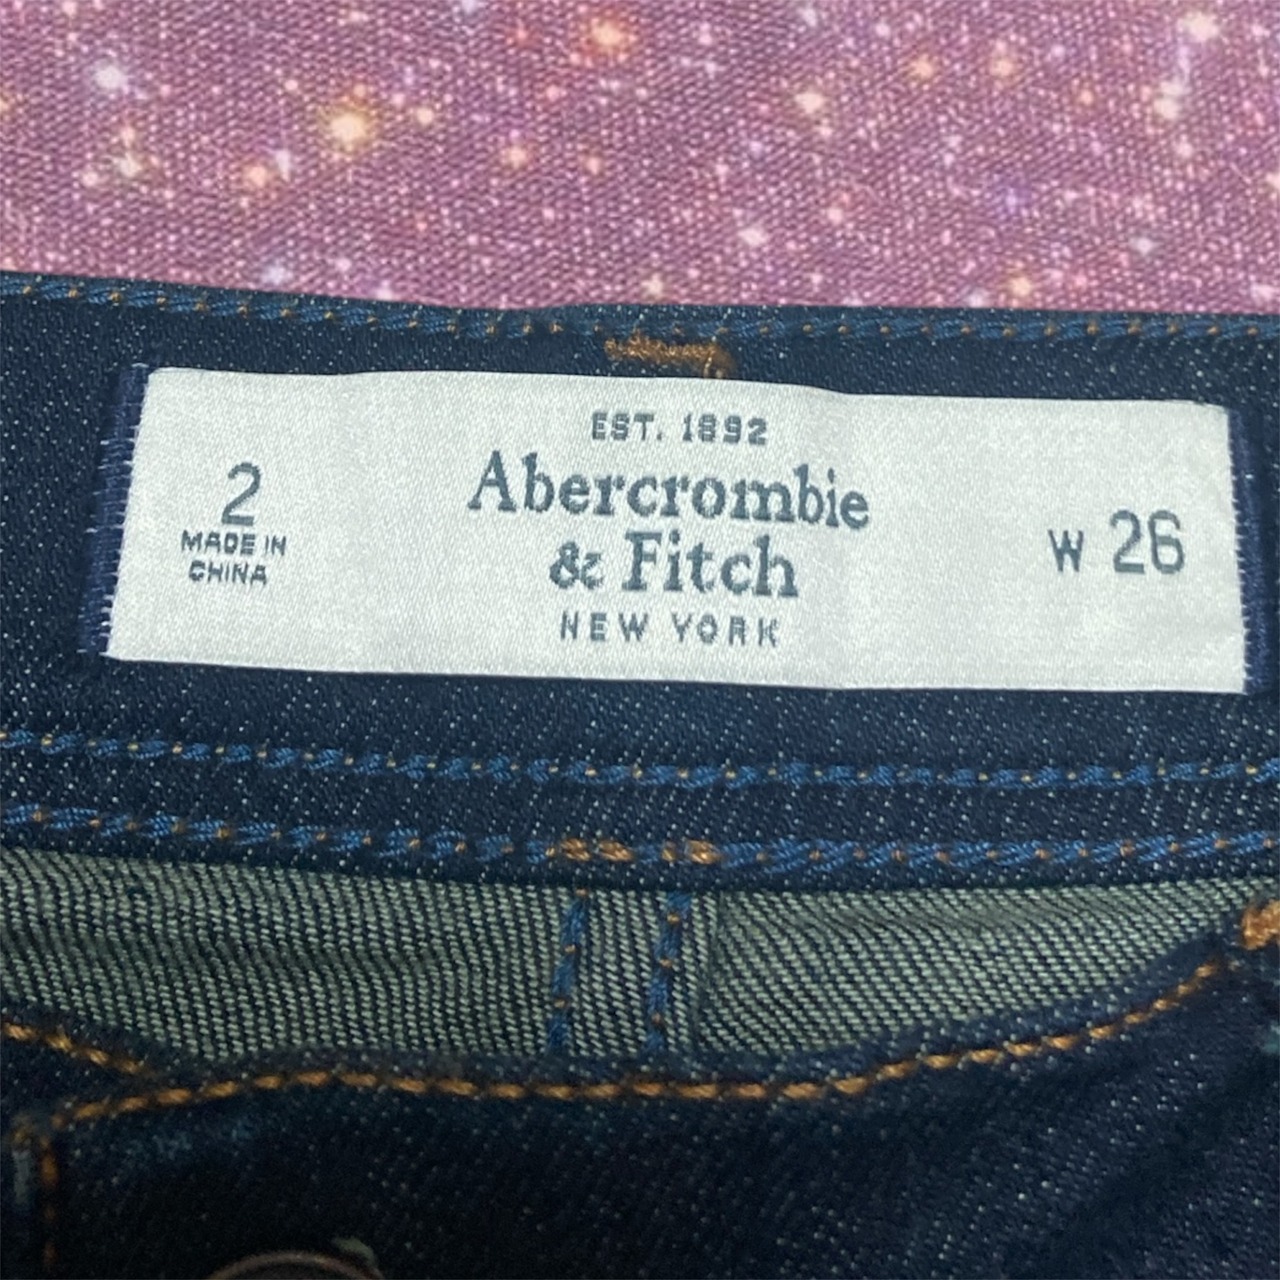 EST. 1892
Abercrombie
& Fitch
NEW YORK
2
MADE IN
CHINA
W 26